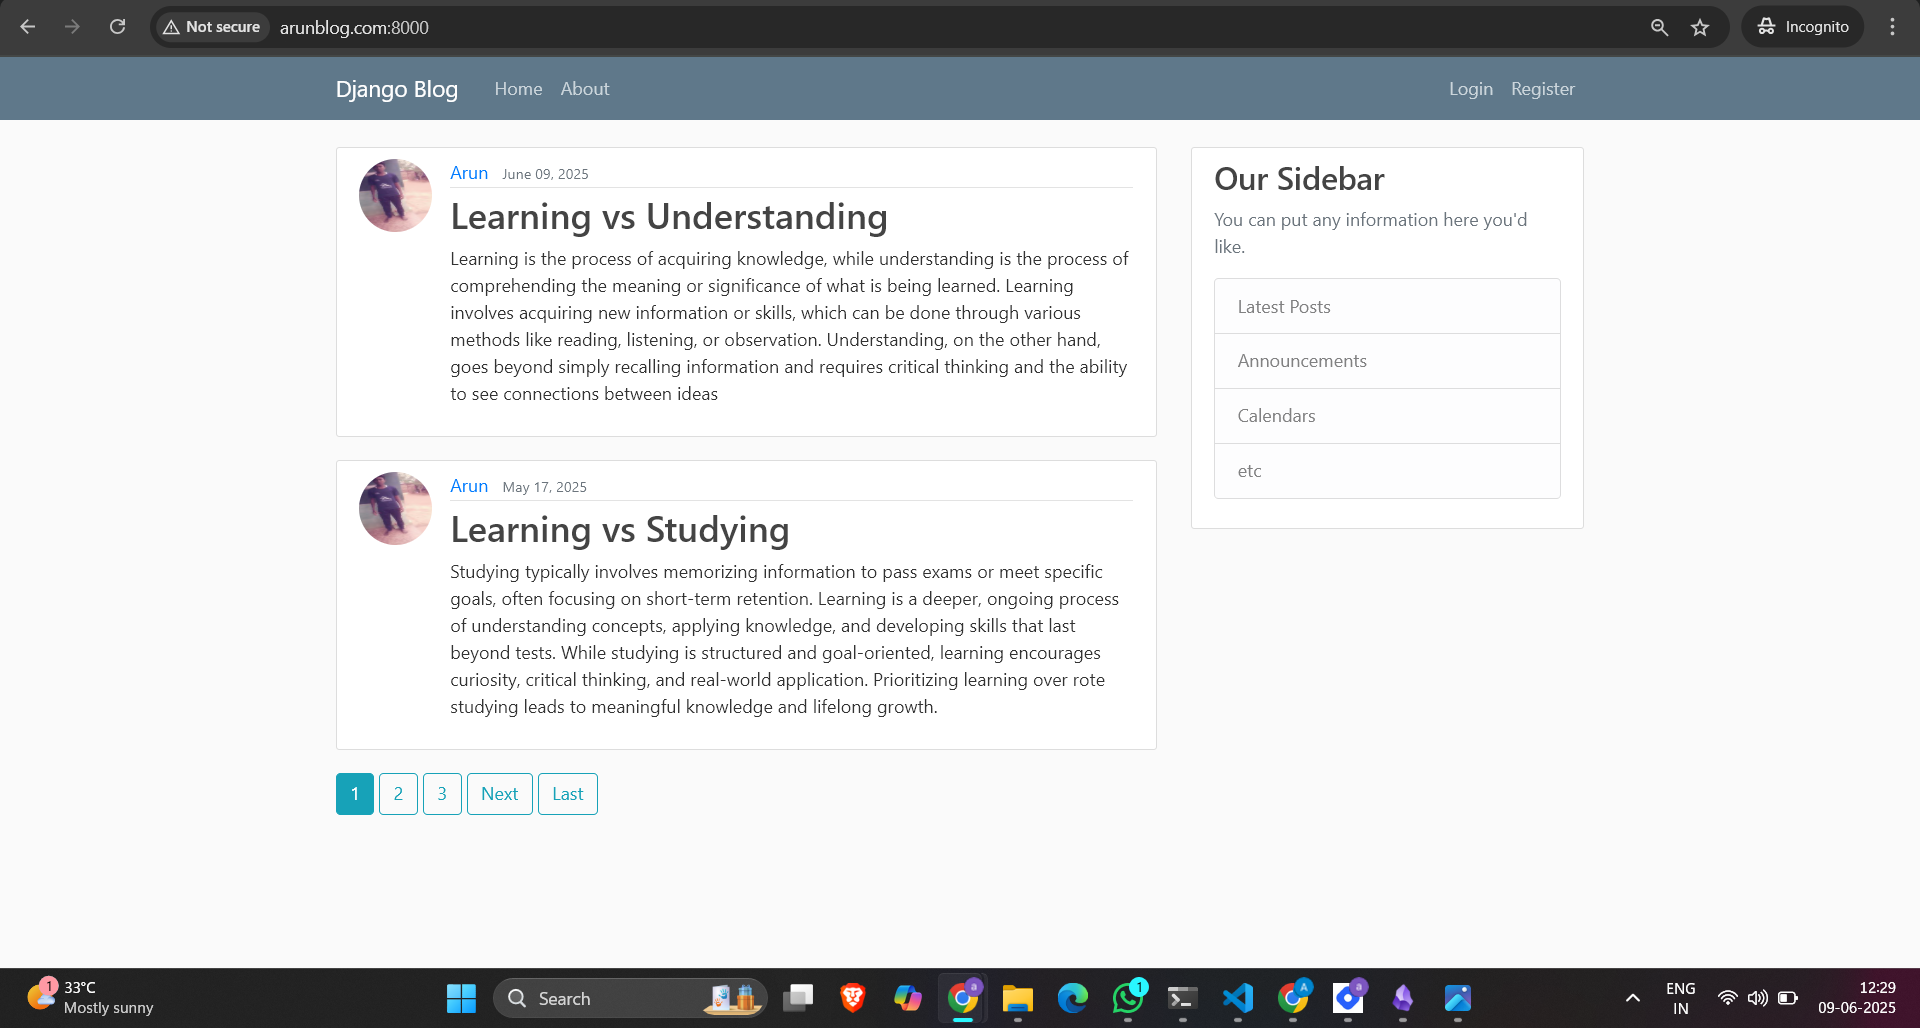 Not secure
arunblog.com:8000
Incognito
Django Blog
Home
About
Login
Register
Arun June 09, 2025
Learning vs Understanding
Learning is the process of acquiring knowledge, while understanding is the process of
comprehending the meaning or significance of what is being learned. Learning
involves acquiring new information or skills, which can be done through various
methods like reading, listening, or observation. Understanding, on the other hand,
goes beyond simply recalling information and requires critical thinking and the ability
to see connections between ideas
Arun May 17, 2025
Learning vs Studying
Studying typically involves memorizing information to pass exams or meet specific
goals, often focusing on short-term retention. Learning is a deeper, ongoing process
of understanding concepts, applying knowledge, and developing skills that last
beyond tests. While studying is structured and goal-oriented, learning encourages
curiosity, critical thinking, and real-world application. Prioritizing learning over rote
studying leads to meaningful knowledge and lifelong growth.
1 2 3 Next Last
Our Sidebar
You can put any information here you'd
like.
Latest Posts
Announcements
Calendars
etc
1
33°C
Mostly sunny
Search
a
1
A
a
ENG
IN
12:29
09-06-2025